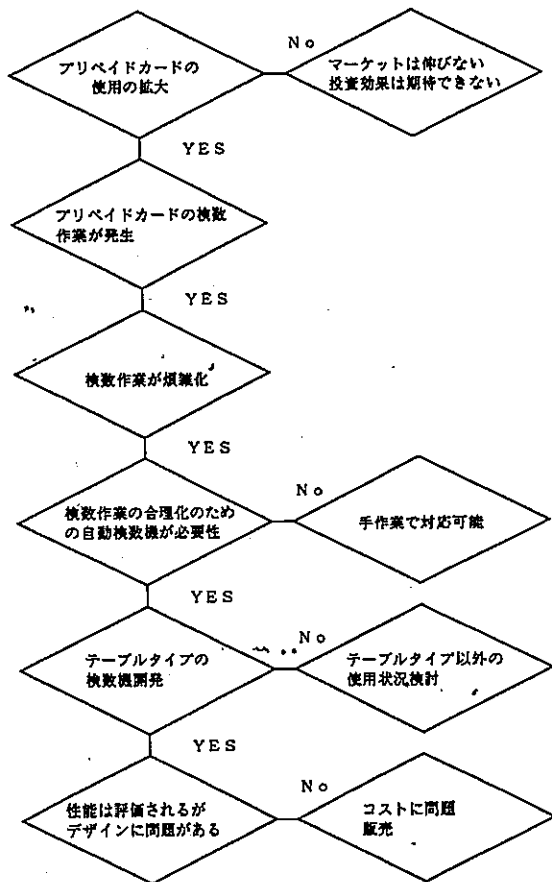 プリペイドカードの
使用の拡大
No
マーケットは伸びない
投資効果は期待できない
YES
プリペイドカードの検数
作業が発生
YES
検数作業が煩雑化
YES
検数作業の合理化のため
の自動検数機が必要性
No
手作業で対応可能
YES
テーブルタイプの
検数機開発
No
テーブルタイプ以外の
使用状況検討
YES
性能は評価されるが
デザインに問題がある
No
コストに問題
販売